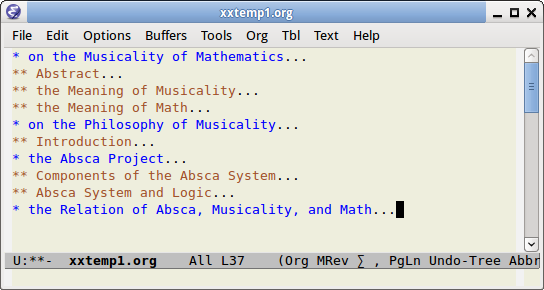 xxtemp1.org
File Edit Options Buffers Tools Org Tbl Text Help
* on the Musicality of Mathematics...
** Abstract...
** the Meaning of Musicality...
** the Meaning of Math...
* on the Philosophy of Musicality...
** Introduction...
* the Absca Project...
** Components of the Absca System...
** Absca System and Logic...
* the Relation of Absca, Musicality, and Math...
U:**- xxtemp1.org All L37 (Org MRev ∑ , PgLn Undo-Tree Abbr